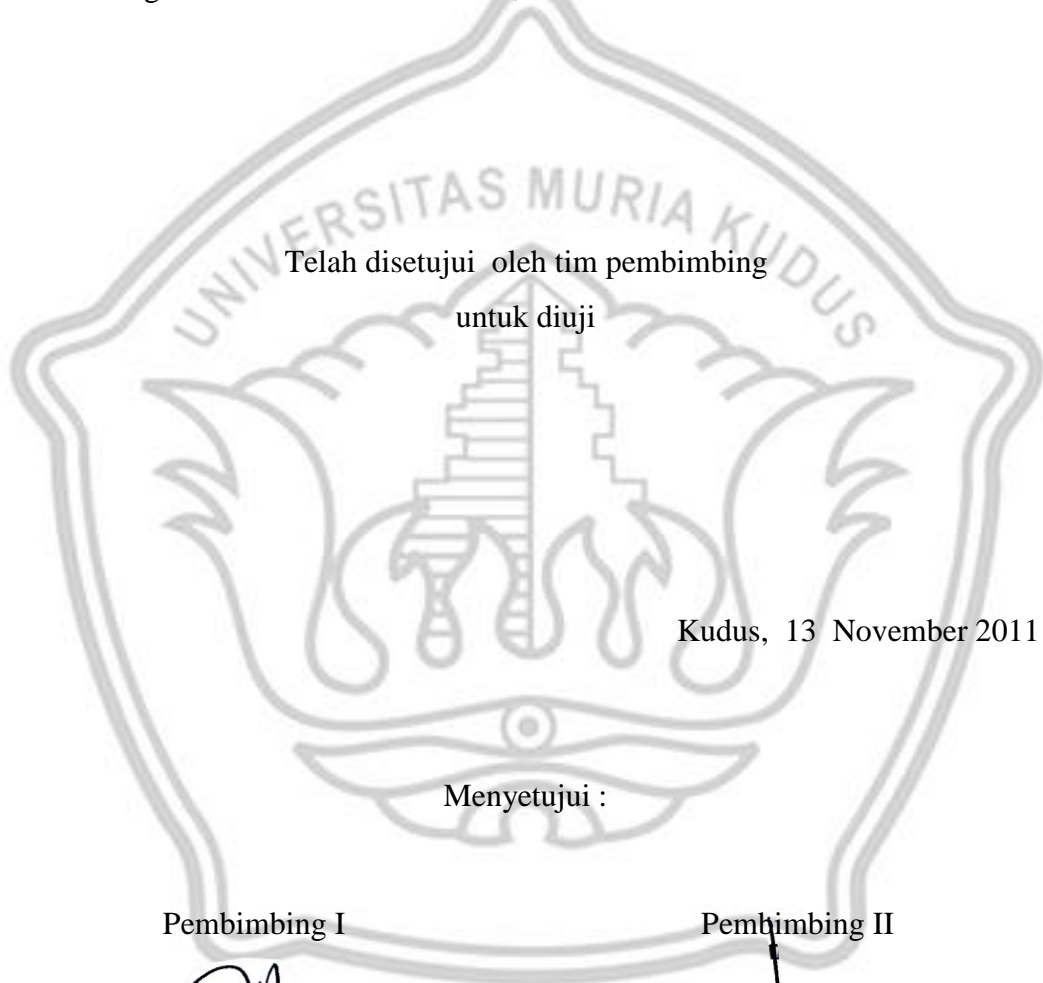 UNIVERSITAS MURIA KUDUS
Telah disetujui oleh tim pembimbing
untuk diuji
Kudus, 13 November 2011
Menyetujui :
Pembimbing I Pembimbing II